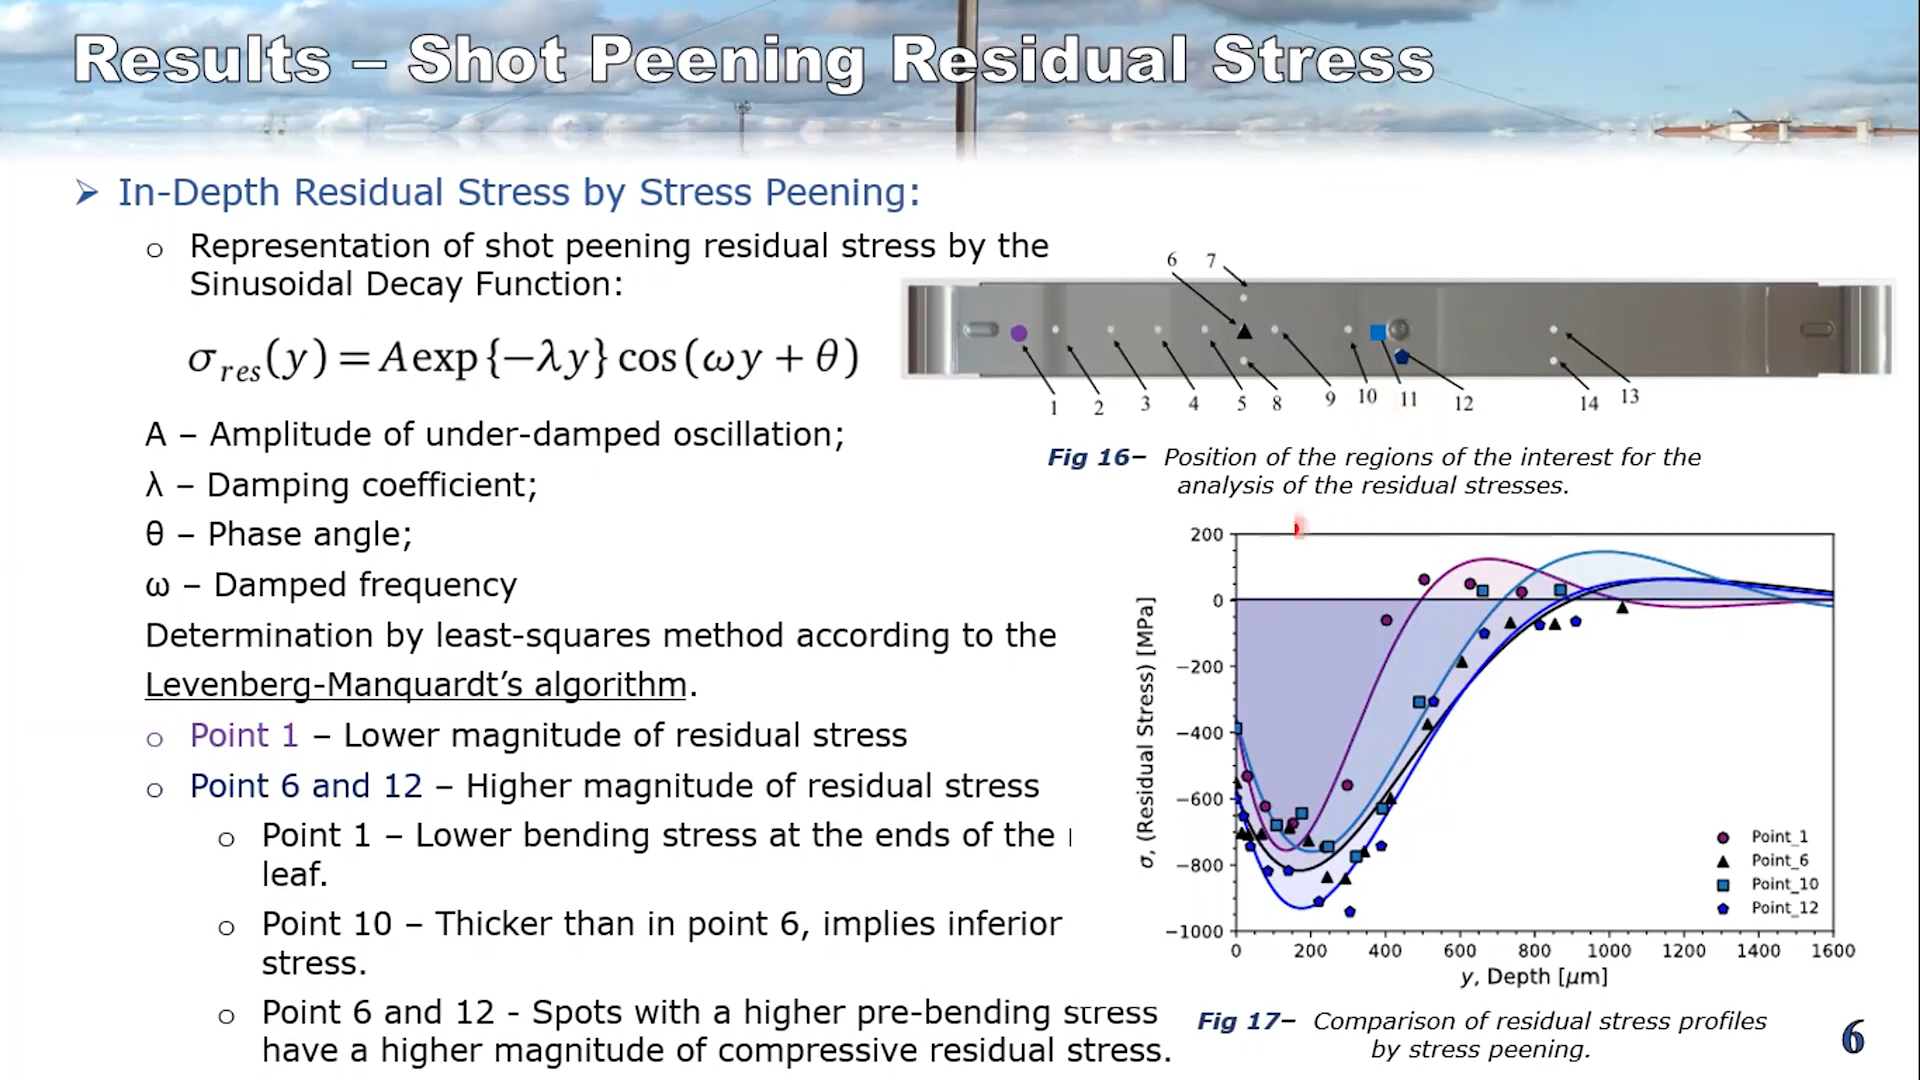 Results – Shot Peening Residual Stress
➢ In-Depth Residual Stress by Stress Peening:
o Representation of shot peening residual stress by the
Sinusoidal Decay Function:
σres(y) = A exp {−λy} cos(ωy + θ)
A – Amplitude of under-damped oscillation;
λ – Damping coefficient;
θ – Phase angle;
ω – Damped frequency
Determination by least-squares method according to the
Levenberg-Manquardt’s algorithm.
o Point 1 – Lower magnitude of residual stress
o Point 6 and 12 – Higher magnitude of residual stress
o Point 1 – Lower bending stress at the ends of the
leaf.
o Point 10 – Thicker than in point 6, implies inferior
stress.
o Point 6 and 12 - Spots with a higher pre-bending stress
have a higher magnitude of compressive residual stress.
6 7
1 2 3 4 5 8 9 10 11 12 14 13
Fig 16– Position of the regions of the interest for the
analysis of the residual stresses.
σ, (Residual Stress) [MPa]
200
0
−200
−400
−600
−800
−1000
Point_1
Point_6
Point_10
Point_12
0 200 400 600 800 1000 1200 1400 1600
y, Depth [μm]
Fig 17– Comparison of residual stress profiles
by stress peening.
6